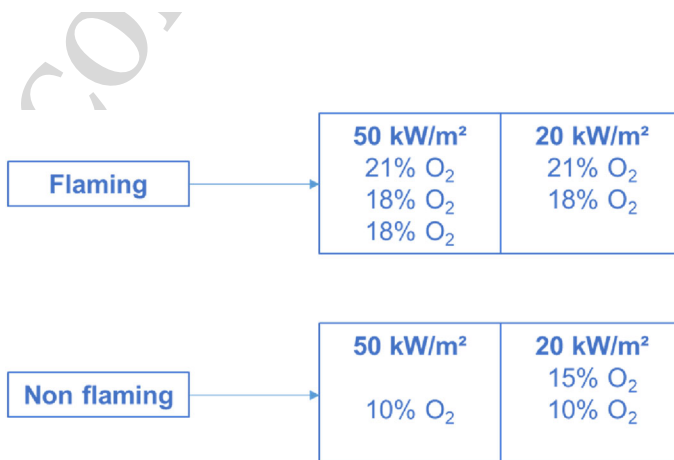 Flaming
50 kW/m² 20 kW/m²
21% O₂ 21% O₂
18% O₂ 18% O₂
18% O₂
Non flaming
50 kW/m² 20 kW/m²
15% O₂
10% O₂ 10% O₂